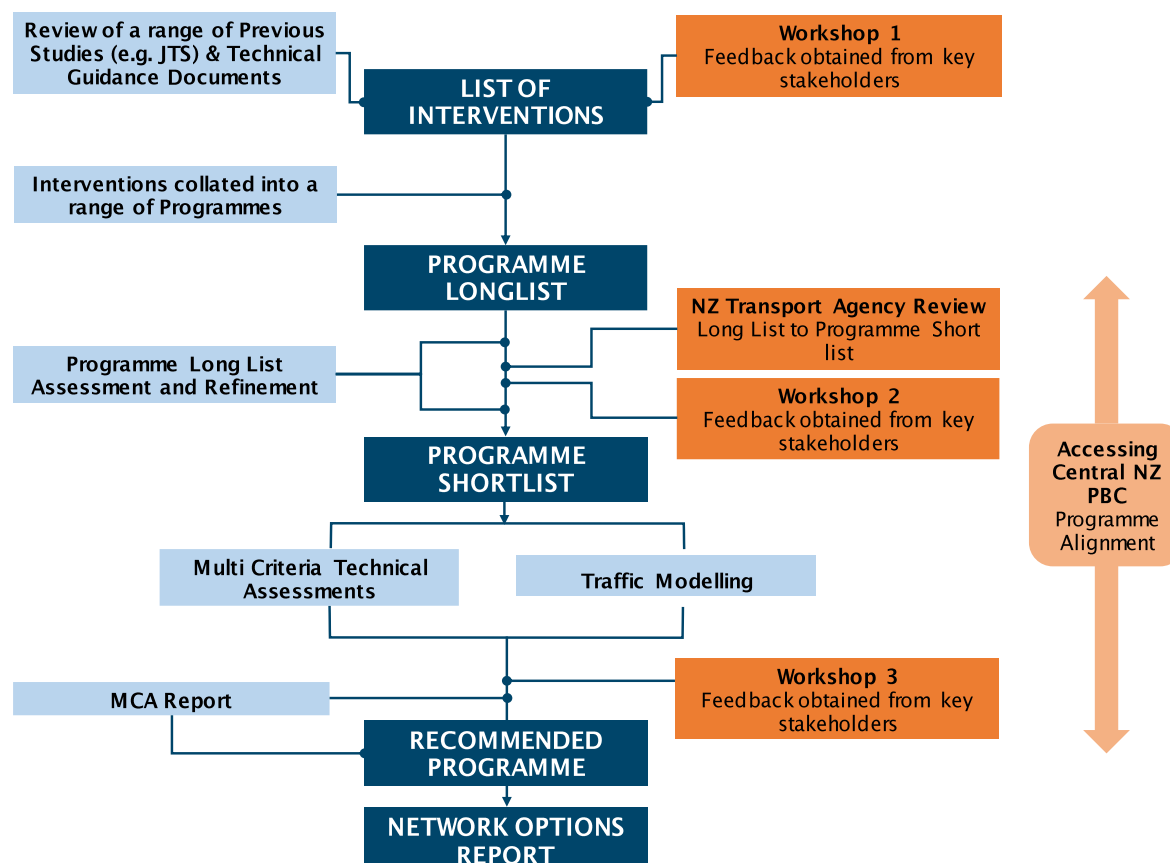 Review of a range of Previous
Studies (e.g. JTS) & Technical
Guidance Documents
Workshop 1
Feedback obtained from key
stakeholders
LIST OF
INTERVENTIONS
Interventions collated into a
range of Programmes
PROGRAMME
LONGLIST
NZ Transport Agency Review
Long List to Programme Short
list
Programme Long List
Assessment and Refinement
Workshop 2
Feedback obtained from key
stakeholders
PROGRAMME
SHORTLIST
Accessing
Central NZ
PBC
Programme
Alignment
Multi Criteria Technical
Assessments
Traffic Modelling
Workshop 3
Feedback obtained from key
stakeholders
MCA Report
RECOMMENDED
PROGRAMME
NETWORK OPTIONS
REPORT